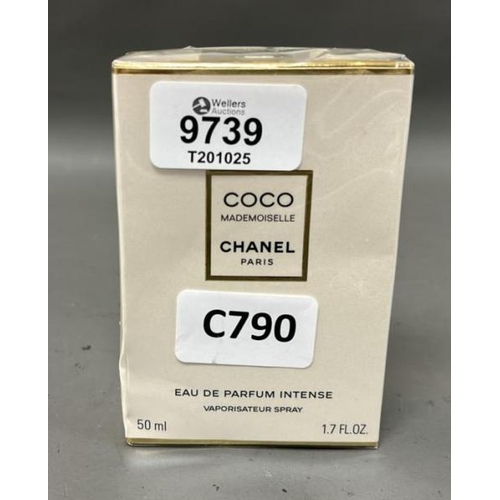 Wellers
Auctions
9739
T201025
COCO
MADEMOISELLE
CHANEL
PARIS
C790
EAU DE PARFUM INTENSE
VAPORISATEUR SPRAY
50 ml 1.7 FL.OZ.